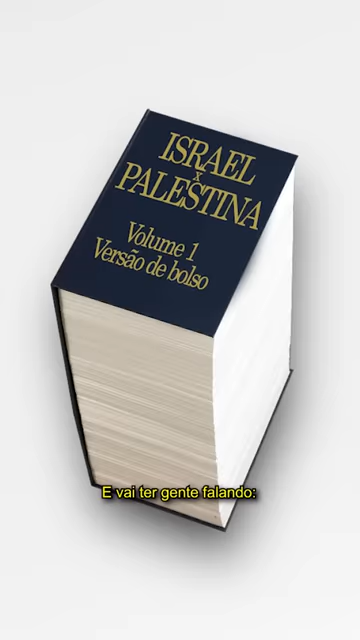 ISRAEL
x
PALESTINA
Volume 1
Versão de bolso
E vai ter gente falando: